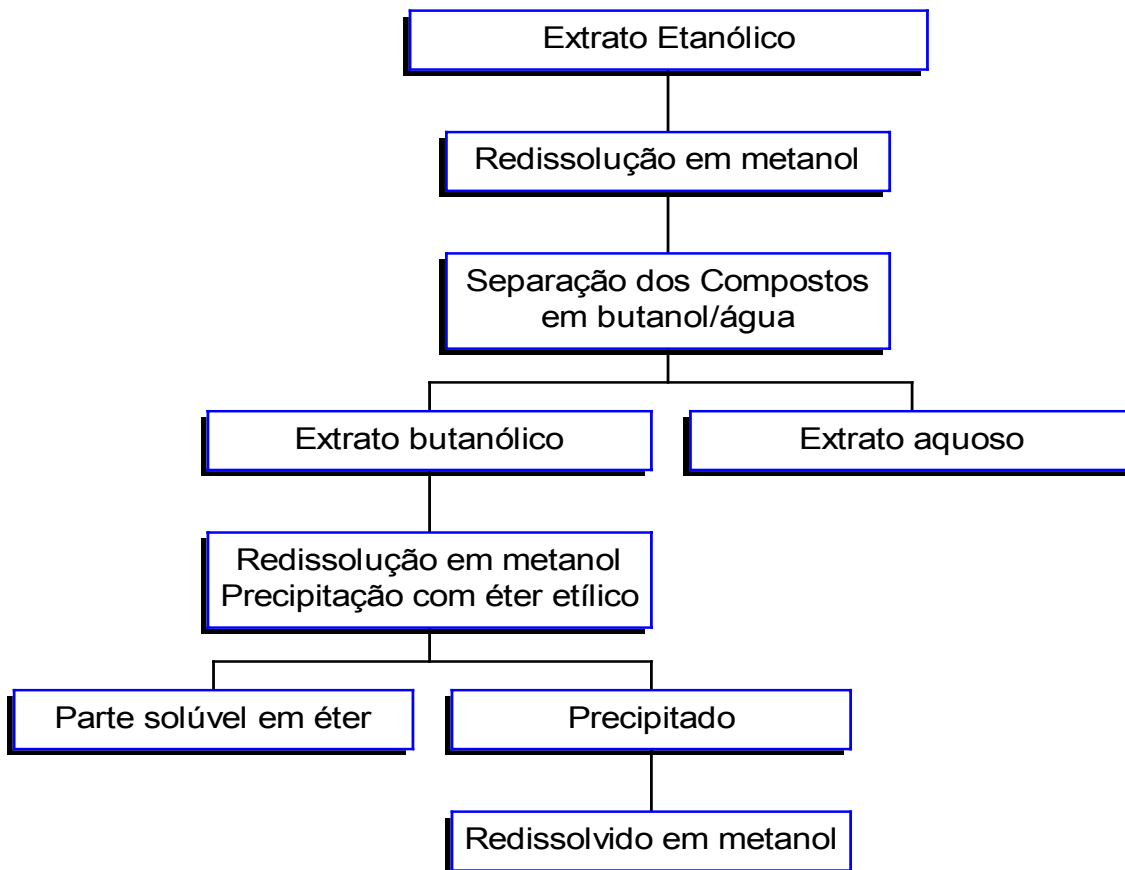 Extrato Etanólico
Redissolução em metanol
Separação dos Compostos
em butanol/água
Extrato butanólico
Extrato aquoso
Redissolução em metanol
Precipitação com éter etílico
Parte solúvel em éter
Precipitado
Redissolvido em metanol